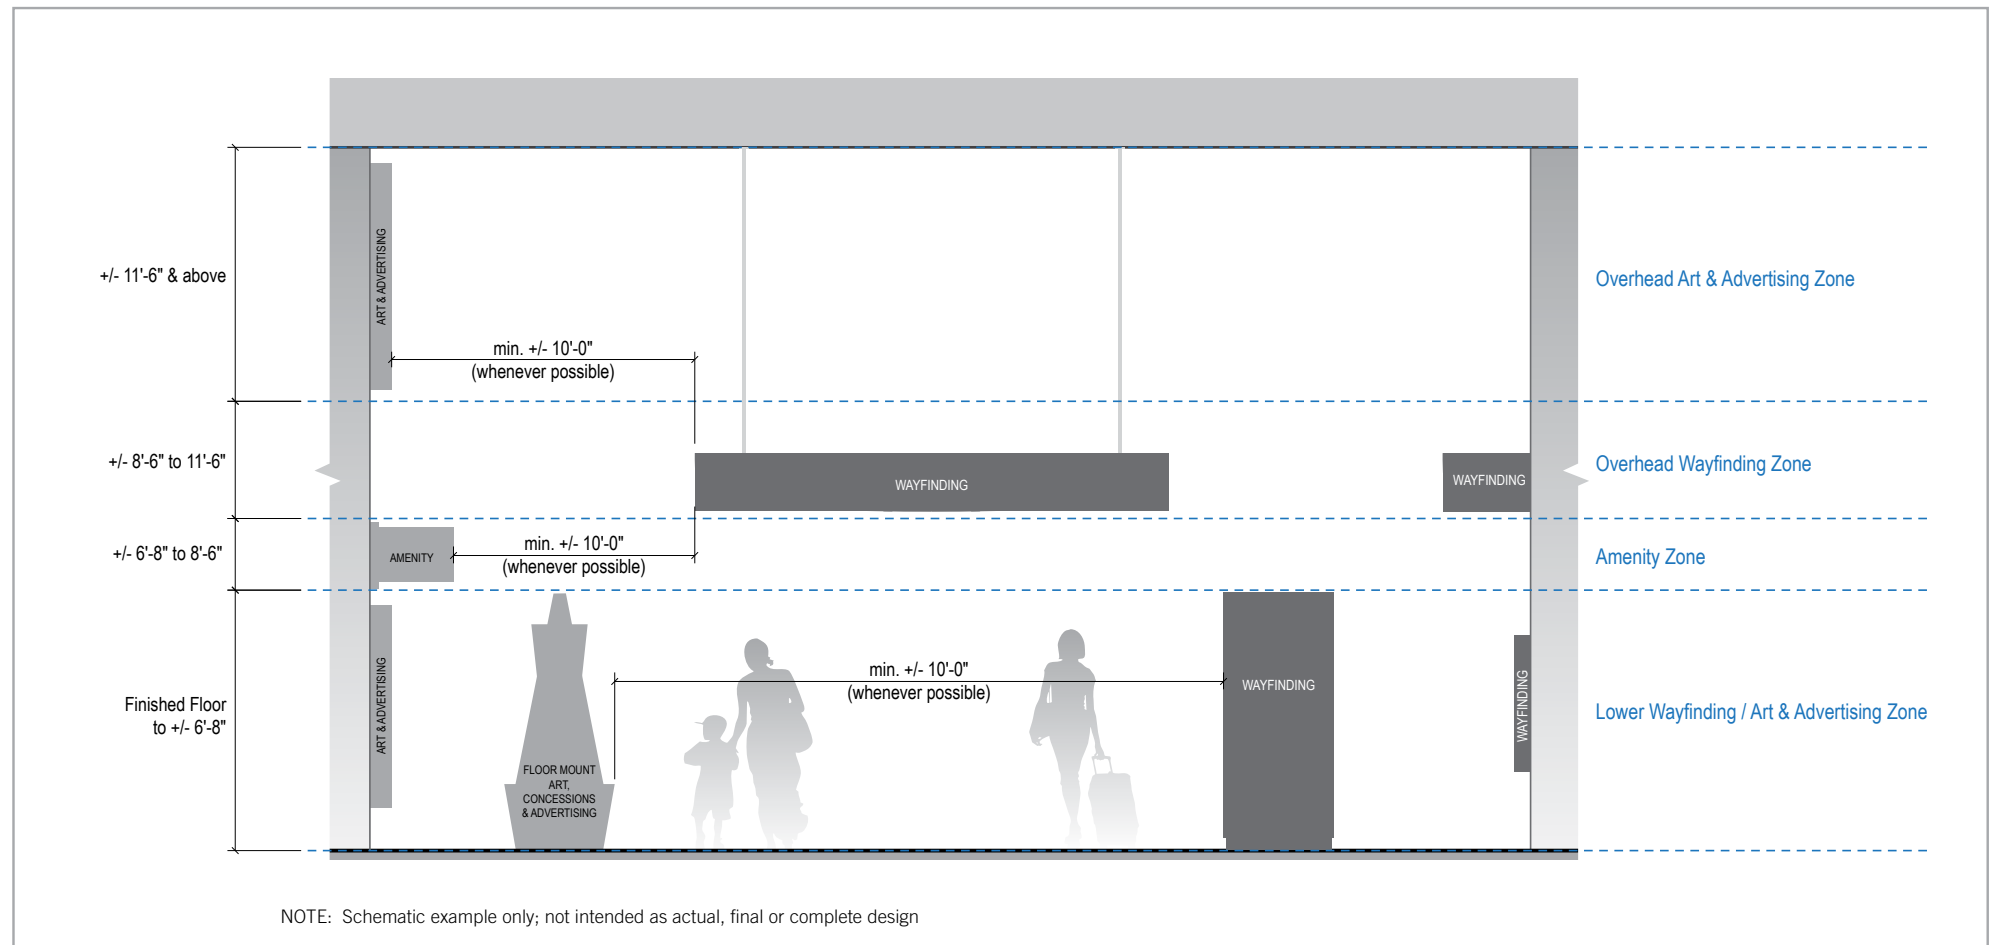 +/- 11'-6" & above
ART & ADVERTISING
min. +/- 10'-0"
(whenever possible)
Overhead Art & Advertising Zone
+/- 8'-6" to 11'-6"
WAYFINDING
WAYFINDING
Overhead Wayfinding Zone
+/- 6'-8" to 8'-6"
AMENITY
min. +/- 10'-0"
(whenever possible)
Amenity Zone
Finished Floor
to +/- 6'-8"
ART & ADVERTISING
FLOOR MOUNT
ART,
CONCESSIONS
& ADVERTISING
min. +/- 10'-0"
(whenever possible)
WAYFINDING
WAYFINDING
Lower Wayfinding / Art & Advertising Zone
NOTE: Schematic example only; not intended as actual, final or complete design